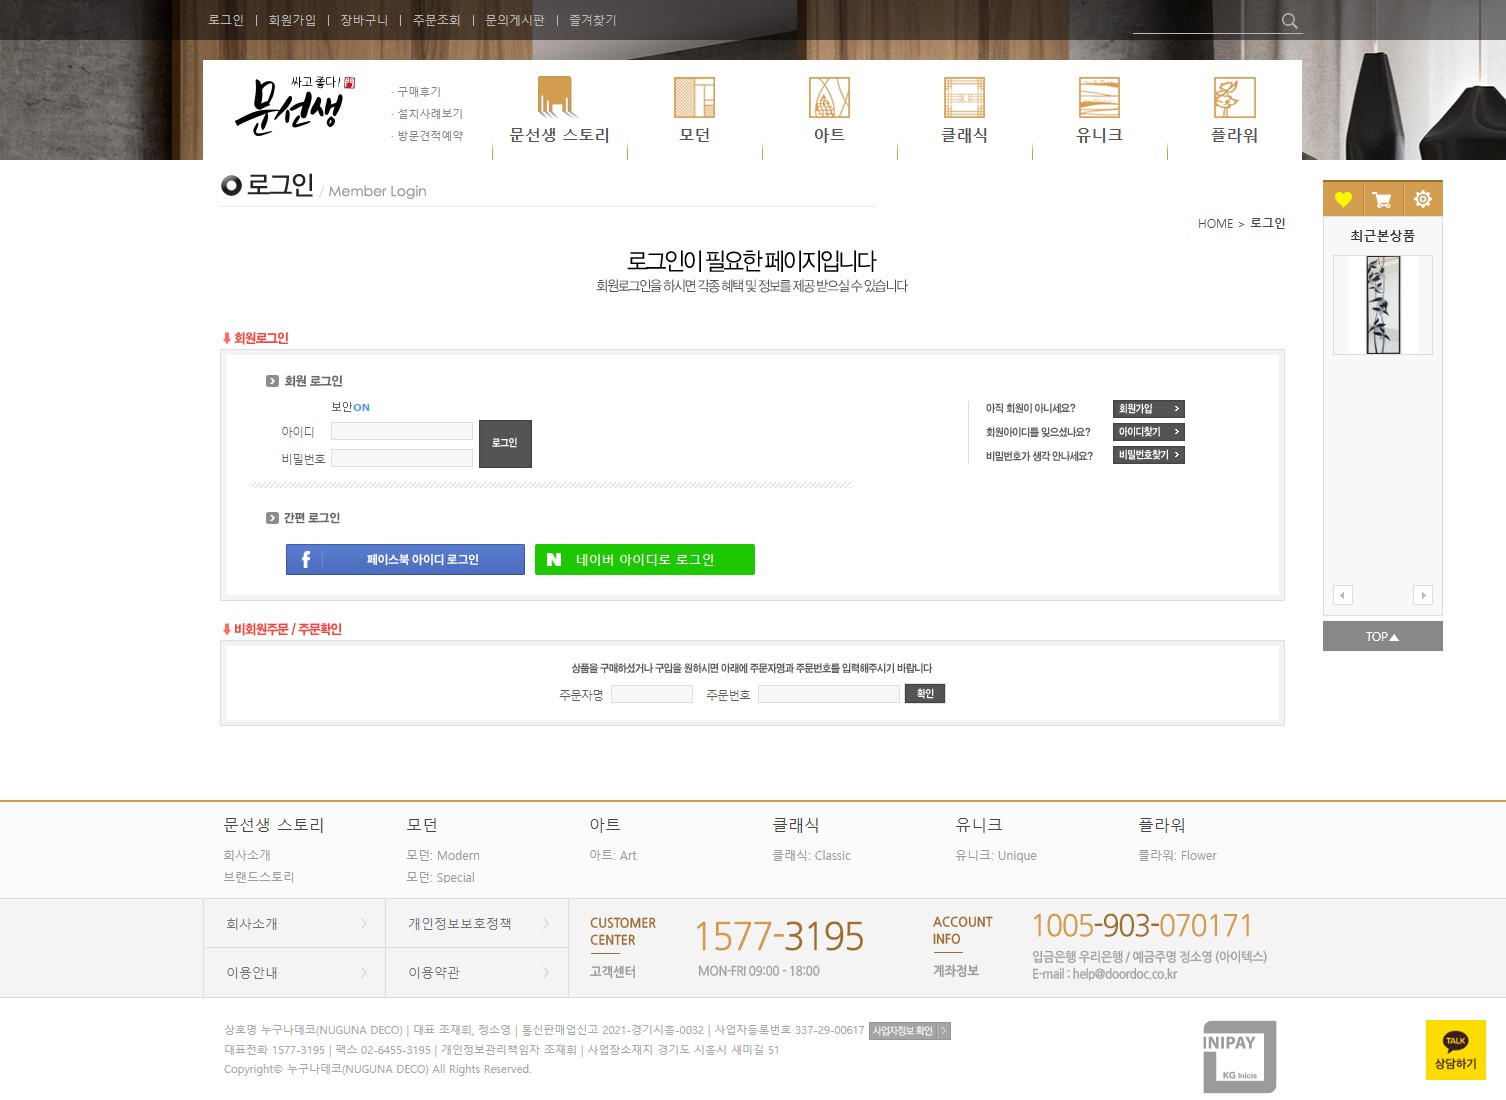 로그인 | 회원가입 | 장바구니 | 주문조회 | 문의게시판 | 즐겨찾기
싸고 좋다!
문선생
· 구매후기
· 설치사례보기
· 방문견적예약
문선생 스토리
모던
아트
클래식
유니크
플라워
로그인 / Member Login
HOME > 로그인
로그인이 필요한 페이지입니다
회원로그인을 하시면 각종 혜택 및 정보를 제공 받으실 수 있습니다
최근본상품
TOP▲
회원로그인
회원 로그인
보안ON
아이디
비밀번호
로그인
아직 회원이 아니세요? 회원가입 >
회원아이디를 잊으셨나요? 아이디찾기 >
비밀번호가 생각 안나세요? 비밀번호찾기 >
간편 로그인
f 페이스북 아이디 로그인
N 네이버 아이디로 로그인
비회원주문 / 주문확인
상품을 구매하셨거나 구입을 원하시면 아래에 주문자명과 주문번호를 입력해주시기 바랍니다
주문자명 주문번호 확인
문선생 스토리
회사소개
브랜드스토리
모던
모던: Modern
모던: Special
아트
아트: Art
클래식
클래식: Classic
유니크
유니크: Unique
플라워
플라워: Flower
회사소개
개인정보보호정책
이용안내
이용약관
CUSTOMER
CENTER
고객센터
1577-3195
MON-FRI 09:00 - 18:00
ACCOUNT
INFO
계좌정보
1005-903-070171
입금은행 우리은행 / 예금주명 정소영 (아이텍스)
E-mail : help@doordoc.co.kr
상호명 누구나데코(NUGUNA DECO) | 대표 조재휘, 정소영 | 통신판매업신고 2021-경기시흥-0032 | 사업자등록번호 337-29-00617 사업자정보 확인 >
대표전화 1577-3195 | 팩스 02-6455-3195 | 개인정보관리책임자 조재휘 | 사업장소재지 경기도 시흥시 새미길 51
Copyright© 누구나데코(NUGUNA DECO) All Rights Reserved.
INIPAY
KG Inicis
TALK
상담하기